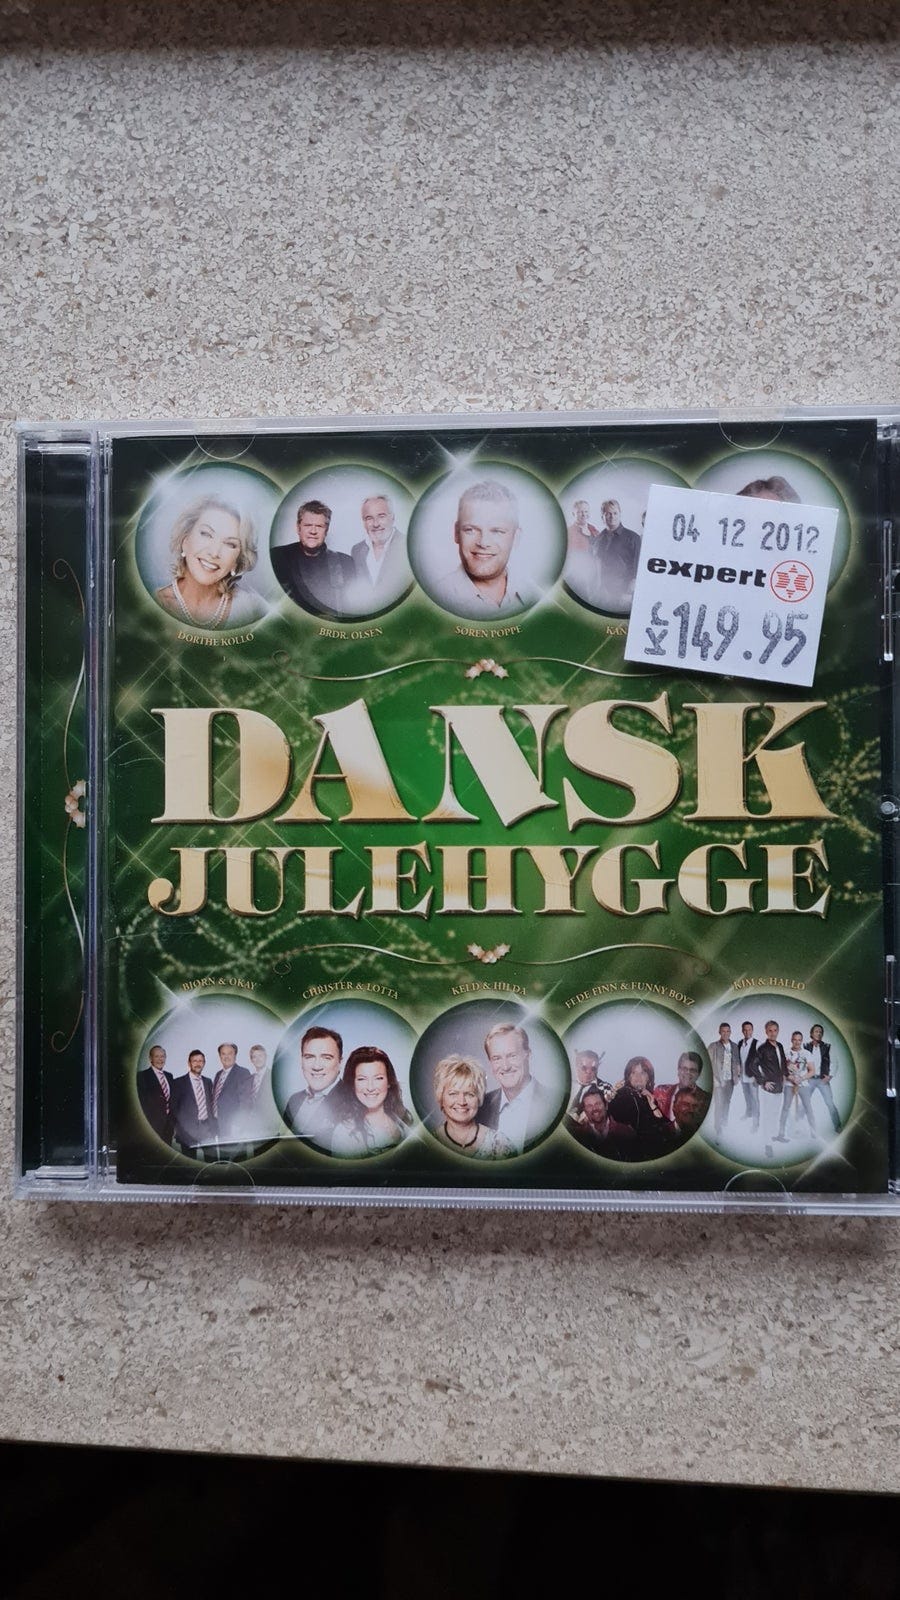 04 12 2012
expert
Kr 149.95
DORTHE KOLLO
BRDR. OLSEN
SØREN POPPE
DANSK
JULEHYGGE
BJØRN & OKAY
CHRISTER & LOTTA
KELD & HILDA
FEDE FINN & FUNNY BOYZ
KIM & HALLO